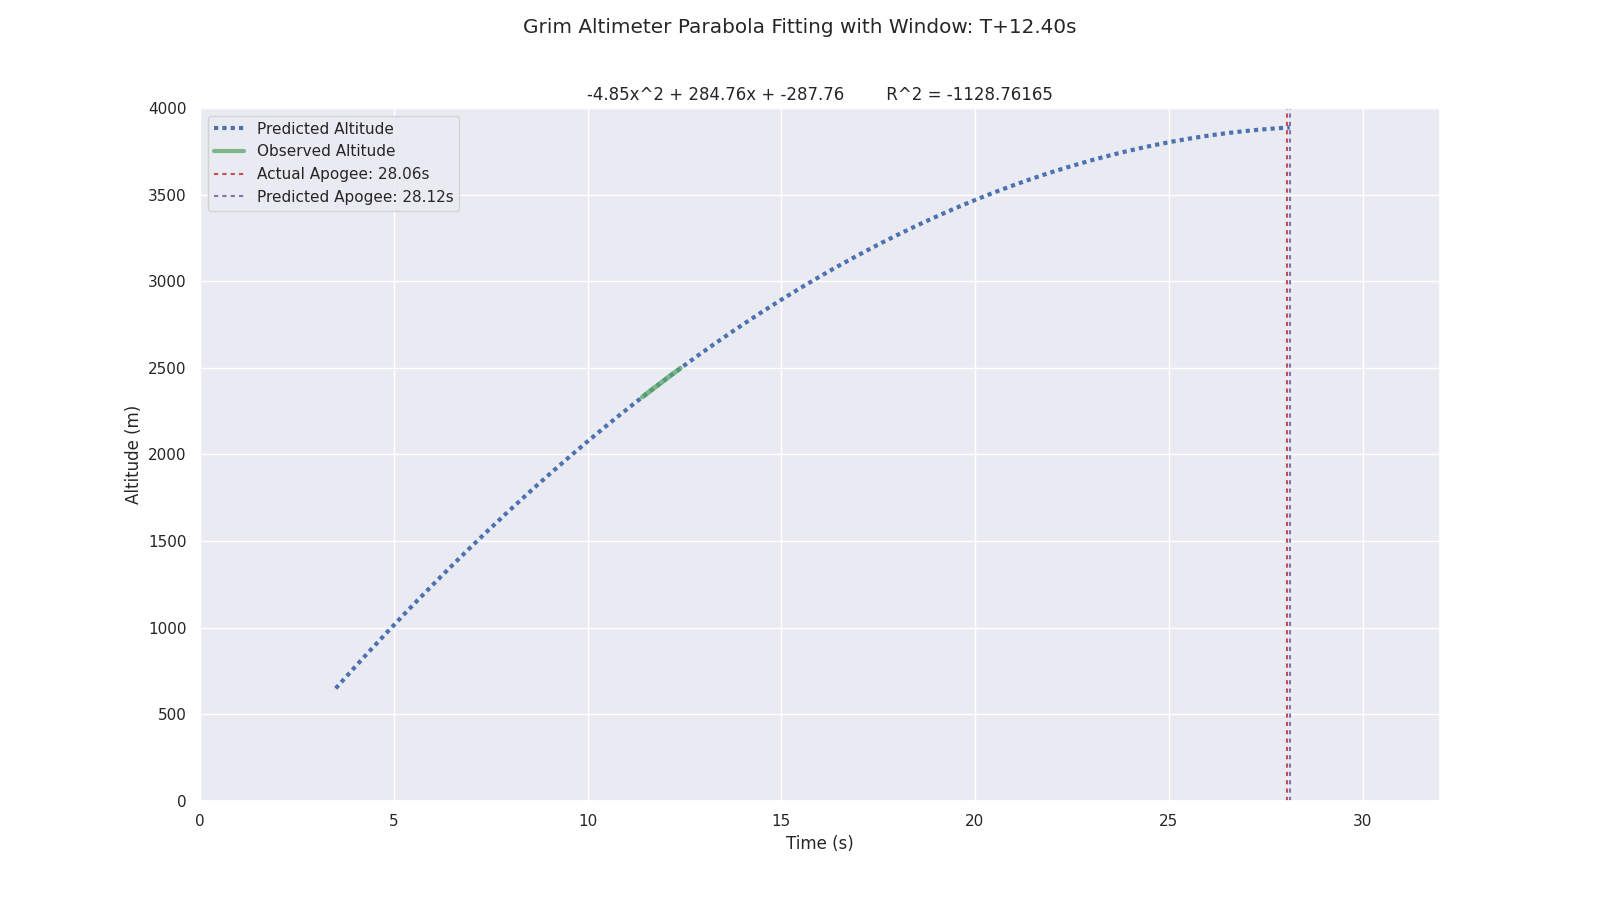 Grim Altimeter Parabola Fitting with Window: T+12.40s
-4.85x^2 + 284.76x + -287.76 R^2 = -1128.76165
Predicted Altitude
Observed Altitude
Actual Apogee: 28.06s
Predicted Apogee: 28.12s
Altitude (m)
4000
3500
3000
2500
2000
1500
1000
500
0
0 5 10 15 20 25 30
Time (s)